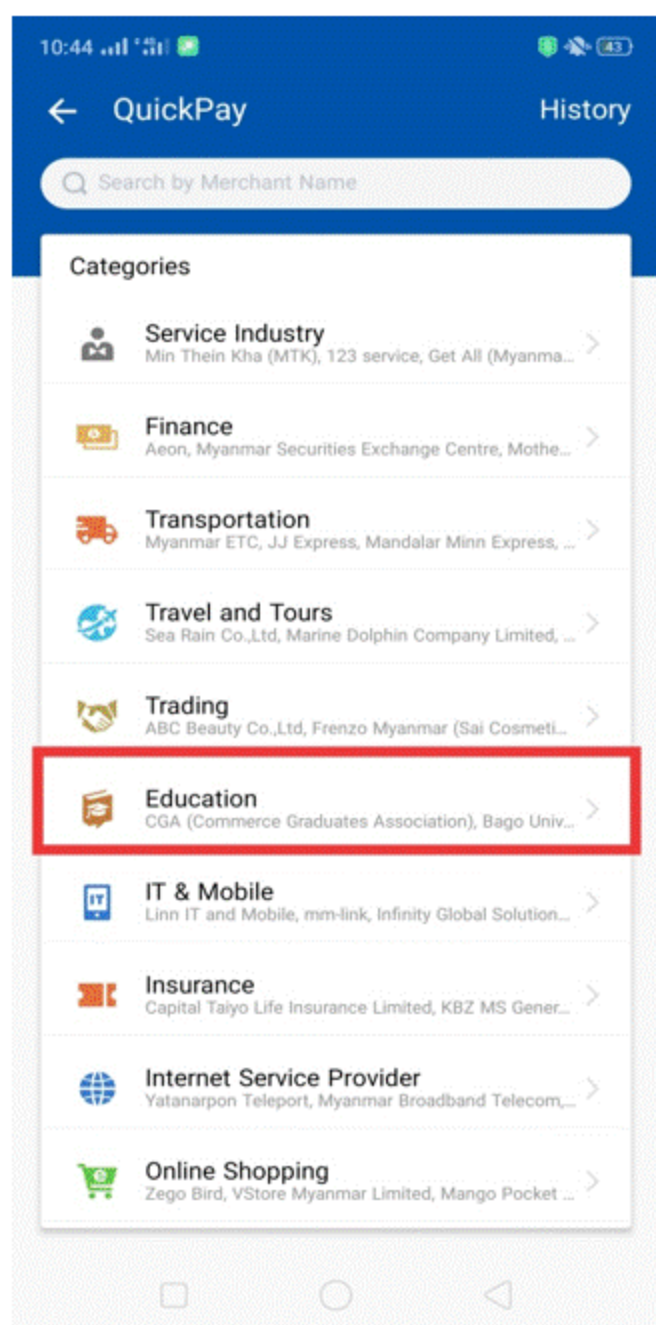 10:44
43
QuickPay
History
Search by Merchant Name
Categories
Service Industry
Min Thein Kha (MTK), 123 service, Get All (Myanma...
Finance
Aeon, Myanmar Securities Exchange Centre, Mothe...
Transportation
Myanmar ETC, JJ Express, Mandalar Minn Express, ...
Travel and Tours
Sea Rain Co.,Ltd, Marine Dolphin Company Limited, ...
Trading
ABC Beauty Co.,Ltd, Frenzo Myanmar (Sai Cosmeti...
Education
CGA (Commerce Graduates Association), Bago Univ...
IT
IT & Mobile
Linn IT and Mobile, mm-link, Infinity Global Solution...
Insurance
Capital Taiyo Life Insurance Limited, KBZ MS Gener...
Internet Service Provider
Yatanarpon Teleport, Myanmar Broadband Telecom,...
Online Shopping
Zego Bird, VStore Myanmar Limited, Mango Pocket ...